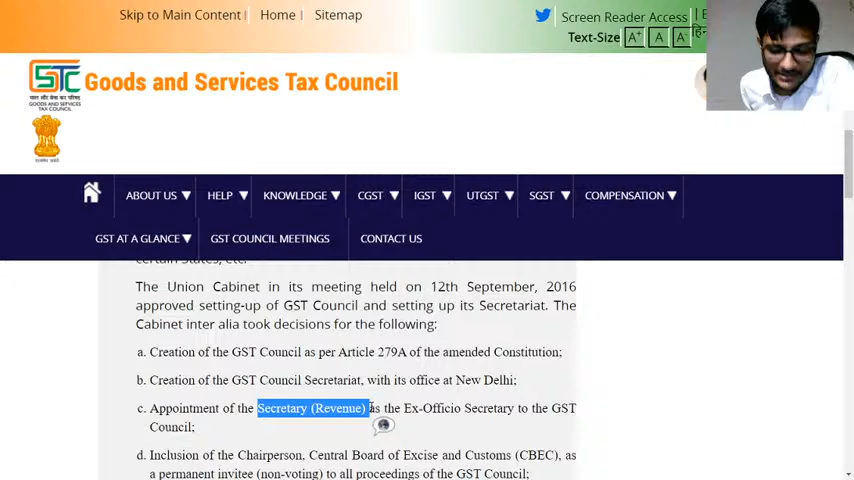 Skip to Main Content
Home
Sitemap
Screen Reader Access
Text-Size A+ A A-
Goods and Services Tax Council
GOODS AND SERVICES
TAX COUNCIL
ABOUT US HELP KNOWLEDGE CGST IGST UTGST SGST COMPENSATION
GST AT A GLANCE GST COUNCIL MEETINGS CONTACT US
certain States, etc.
The Union Cabinet in its meeting held on 12th September, 2016
approved setting-up of GST Council and setting up its Secretariat. The
Cabinet inter alia took decisions for the following:
a. Creation of the GST Council as per Article 279A of the amended Constitution;
b. Creation of the GST Council Secretariat, with its office at New Delhi;
c. Appointment of the Secretary (Revenue) as the Ex-Officio Secretary to the GST
Council;
d. Inclusion of the Chairperson, Central Board of Excise and Customs (CBEC), as
a permanent invitee (non-voting) to all proceedings of the GST Council;